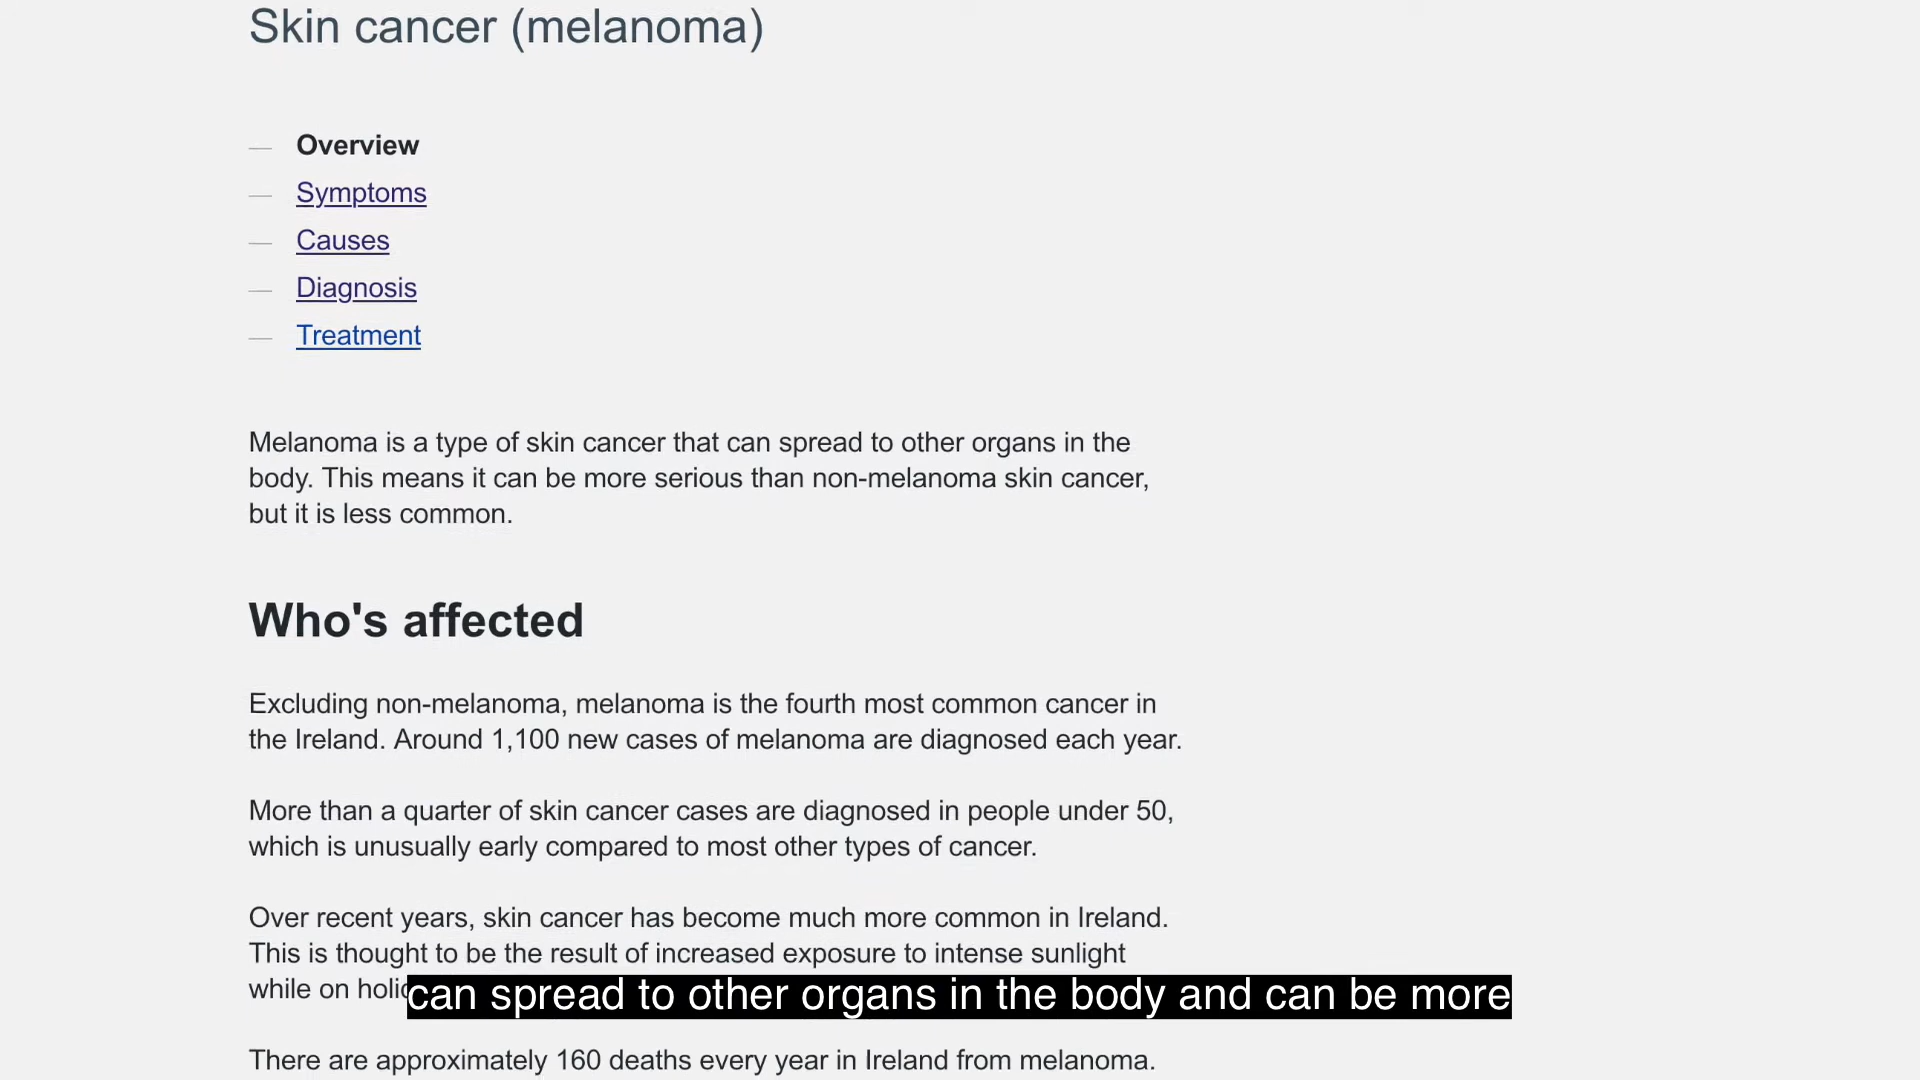 Skin cancer (melanoma)
— Overview
— Symptoms
— Causes
— Diagnosis
— Treatment
Melanoma is a type of skin cancer that can spread to other organs in the
body. This means it can be more serious than non-melanoma skin cancer,
but it is less common.
Who's affected
Excluding non-melanoma, melanoma is the fourth most common cancer in
the Ireland. Around 1,100 new cases of melanoma are diagnosed each year.
More than a quarter of skin cancer cases are diagnosed in people under 50,
which is unusually early compared to most other types of cancer.
Over recent years, skin cancer has become much more common in Ireland.
This is thought to be the result of increased exposure to intense sunlight
while on
can spread to other organs in the body and can be more
There are approximately 160 deaths every year in Ireland from melanoma.